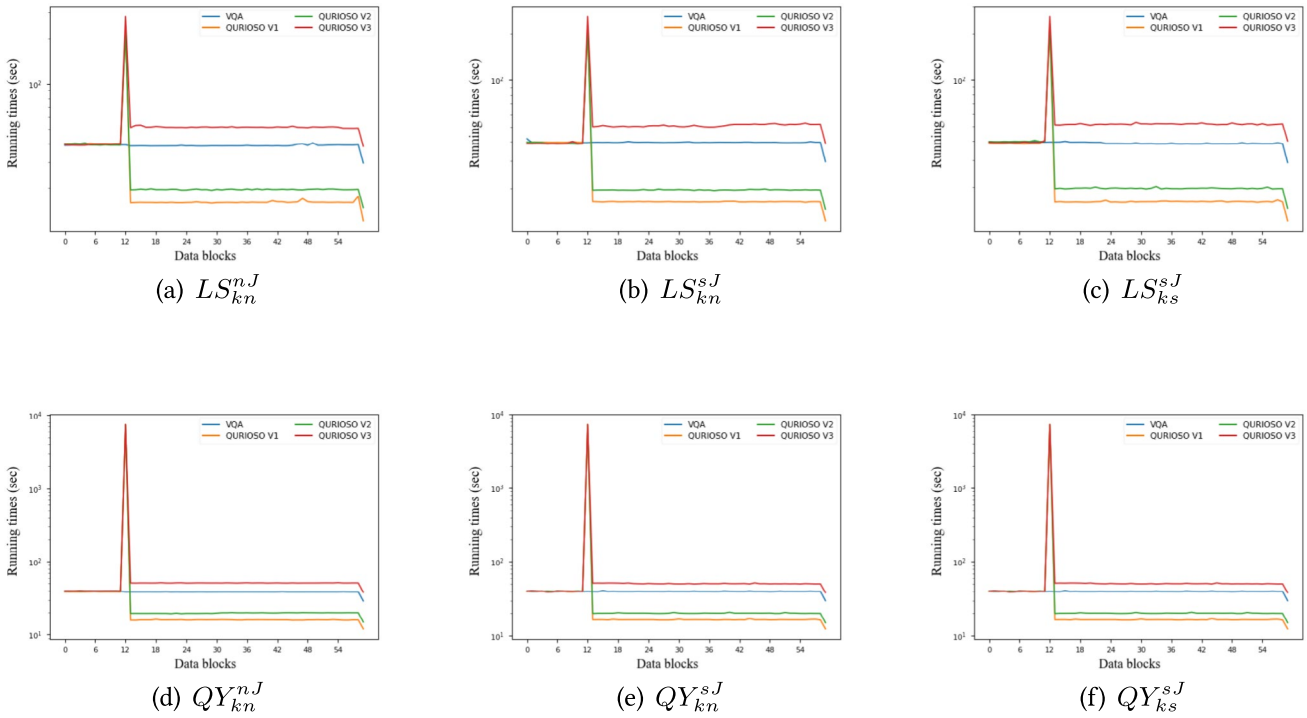 VQA QURIOSO V2
QURIOSO V1 QURIOSO V3
Running times (sec)
10²
0 6 12 18 24 30 36 42 48 54
Data blocks
(a) LS_{kn}^{nJ}
VQA QURIOSO V2
QURIOSO V1 QURIOSO V3
Running times (sec)
10²
0 6 12 18 24 30 36 42 48 54
Data blocks
(b) LS_{kn}^{sJ}
VQA QURIOSO V2
QURIOSO V1 QURIOSO V3
Running times (sec)
10²
0 6 12 18 24 30 36 42 48 54
Data blocks
(c) LS_{ks}^{sJ}
VQA QURIOSO V2
QURIOSO V1 QURIOSO V3
Running times (sec)
10⁴
10³
10²
10¹
0 6 12 18 24 30 36 42 48 54
Data blocks
(d) QY_{kn}^{nJ}
VQA QURIOSO V2
QURIOSO V1 QURIOSO V3
Running times (sec)
10⁴
10³
10²
10¹
0 6 12 18 24 30 36 42 48 54
Data blocks
(e) QY_{kn}^{sJ}
VQA QURIOSO V2
QURIOSO V1 QURIOSO V3
Running times (sec)
10⁴
10³
10²
10¹
0 6 12 18 24 30 36 42 48 54
Data blocks
(f) QY_{ks}^{sJ}